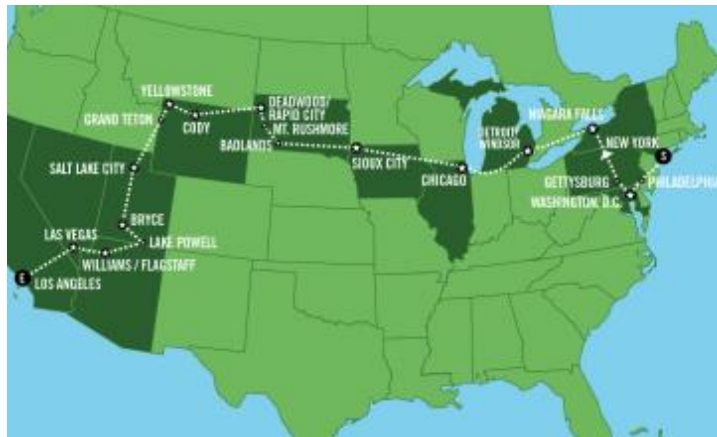 YELLOWSTONE
GRAND TETON
CODY
DEADWOOD/
RAPID CITY
MT. RUSHMORE
BADLANDS
SALT LAKE CITY
SIOUX CITY
CHICAGO
DETROIT
WINDSOR
NIAGARA FALLS
NEW YORK
S
GETTYSBURG
PHILADELPHIA
WASHINGTON, D.C.
BRYCE
LAS VEGAS
LAKE POWELL
WILLIAMS / FLAGSTAFF
E
LOS ANGELES